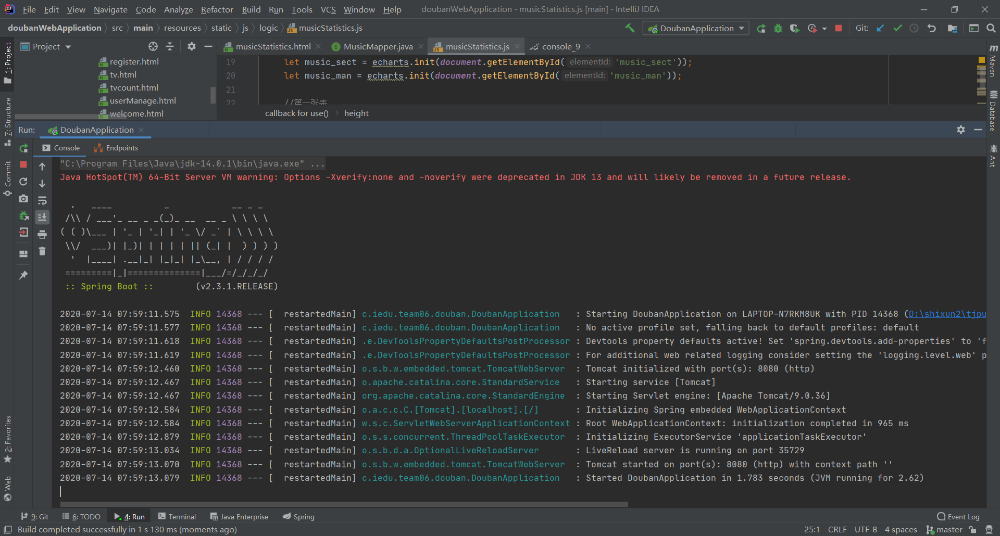 File Edit View Navigate Code Analyze Refactor Build Run Tools VCS Window Help doubanWebApplication - musicStatistics.js [main] - IntelliJ IDEA
doubanWebApplication src main resources static js logic musicStatistics.js DoubanApplication Git:
Project musicStatistics.html MusicMapper.java musicStatistics.js console_9
register.html
tv.html
tvcount.html
userManage.html
welcome.html
19 let music_sect = echarts.init(document.getElementById( elementId: 'music_sect'));
20 let music_man = echarts.init(document.getElementById( elementId: 'music_man'));
21
22 //第一张表
callback for use() height
Run: DoubanApplication
Console Endpoints
"C:\Program Files\Java\jdk-14.0.1\bin\java.exe" ...
Java HotSpot(TM) 64-Bit Server VM warning: Options -Xverify:none and -noverify were deprecated in JDK 13 and will likely be removed in a future release.
  .   ____          _            __ _ _
 /\\ / ___'_ __ _ _(_)_ __  __ _ \ \ \ \
( ( )\___ | '_ | '_| | '_ \/ _` | \ \ \ \
 \\/  ___)| |_)| | | | | || (_| |  ) ) ) )
  '  |____| .__|_| |_|_| |_\__, | / / / /
 =========|_|==============|___/=/_/_/_/
 :: Spring Boot ::        (v2.3.1.RELEASE)
2020-07-14 07:59:11.575  INFO 14368 --- [  restartedMain] c.iedu.team06.douban.DoubanApplication   : Starting DoubanApplication on LAPTOP-N7RKM8UK with PID 14368 (D:\shixun2\tjpu
2020-07-14 07:59:11.577  INFO 14368 --- [  restartedMain] c.iedu.team06.douban.DoubanApplication   : No active profile set, falling back to default profiles: default
2020-07-14 07:59:11.618  INFO 14368 --- [  restartedMain] .e.DevToolsPropertyDefaultsPostProcessor : Devtools property defaults active! Set 'spring.devtools.add-properties' to 'f
2020-07-14 07:59:11.619  INFO 14368 --- [  restartedMain] .e.DevToolsPropertyDefaultsPostProcessor : For additional web related logging consider setting the 'logging.level.web' p
2020-07-14 07:59:12.460  INFO 14368 --- [  restartedMain] o.s.b.w.embedded.tomcat.TomcatWebServer  : Tomcat initialized with port(s): 8080 (http)
2020-07-14 07:59:12.467  INFO 14368 --- [  restartedMain] o.apache.catalina.core.StandardService   : Starting service [Tomcat]
2020-07-14 07:59:12.467  INFO 14368 --- [  restartedMain] org.apache.catalina.core.StandardEngine  : Starting Servlet engine: [Apache Tomcat/9.0.36]
2020-07-14 07:59:12.584  INFO 14368 --- [  restartedMain] o.a.c.c.C.[Tomcat].[localhost].[/]       : Initializing Spring embedded WebApplicationContext
2020-07-14 07:59:12.584  INFO 14368 --- [  restartedMain] w.s.c.ServletWebServerApplicationContext : Root WebApplicationContext: initialization completed in 965 ms
2020-07-14 07:59:12.879  INFO 14368 --- [  restartedMain] o.s.s.concurrent.ThreadPoolTaskExecutor  : Initializing ExecutorService 'applicationTaskExecutor'
2020-07-14 07:59:13.034  INFO 14368 --- [  restartedMain] o.s.b.d.a.OptionalLiveReloadServer       : LiveReload server is running on port 35729
2020-07-14 07:59:13.070  INFO 14368 --- [  restartedMain] o.s.b.w.embedded.tomcat.TomcatWebServer  : Tomcat started on port(s): 8080 (http) with context path ''
2020-07-14 07:59:13.079  INFO 14368 --- [  restartedMain] c.iedu.team06.douban.DoubanApplication   : Started DoubanApplication in 1.783 seconds (JVM running for 2.62)
1: Project
7: Structure
Commit
2: Favorites
Web
Maven
Database
Ant
9: Git 6: TODO 4: Run Terminal Java Enterprise Spring Event Log
Build completed successfully in 1 s 130 ms (moments ago) 25:1 CRLF UTF-8 4 spaces master